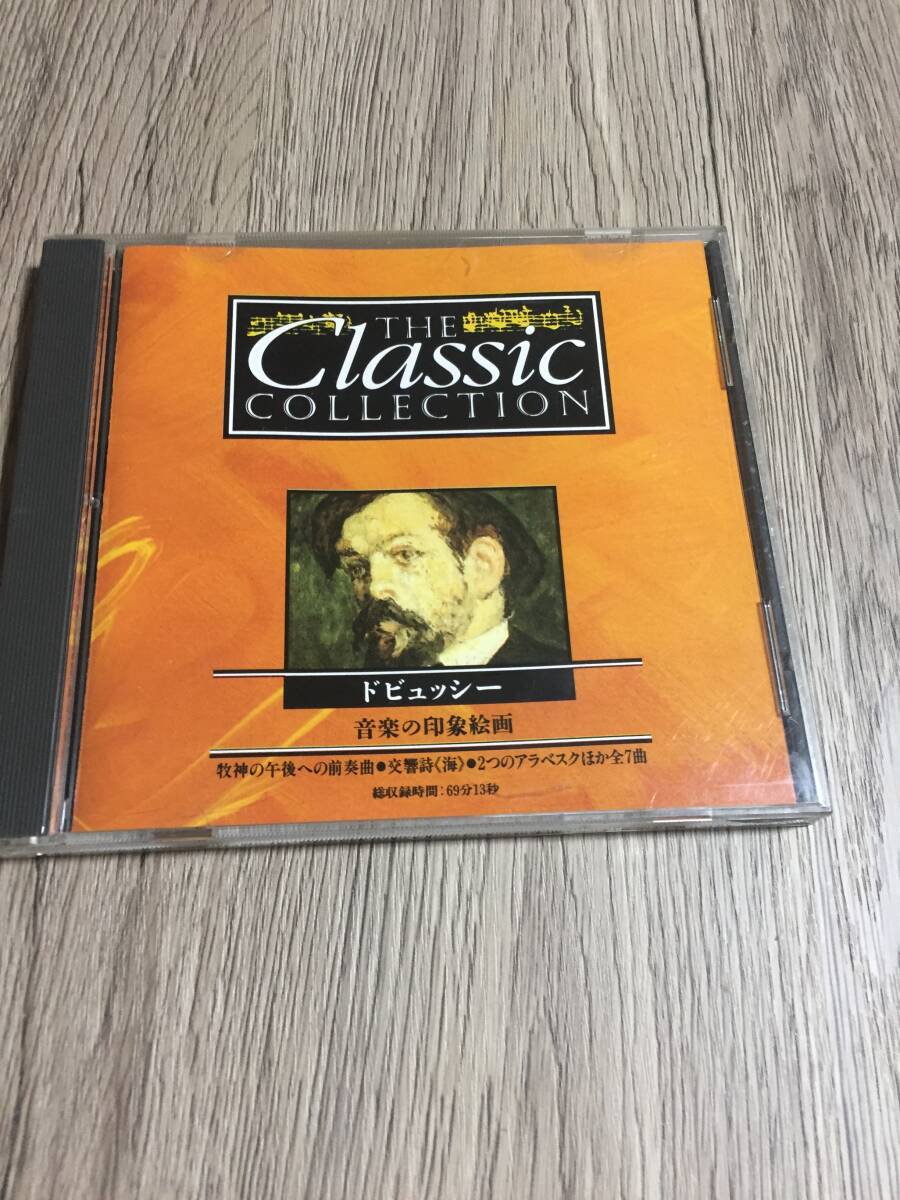 THE
Classic
COLLECTION
ドビュッシー
音楽の印象絵画
牧神の午後への前奏曲●交響詩《海》●2つのアラベスクほか全7曲
総収録時間：69分13秒